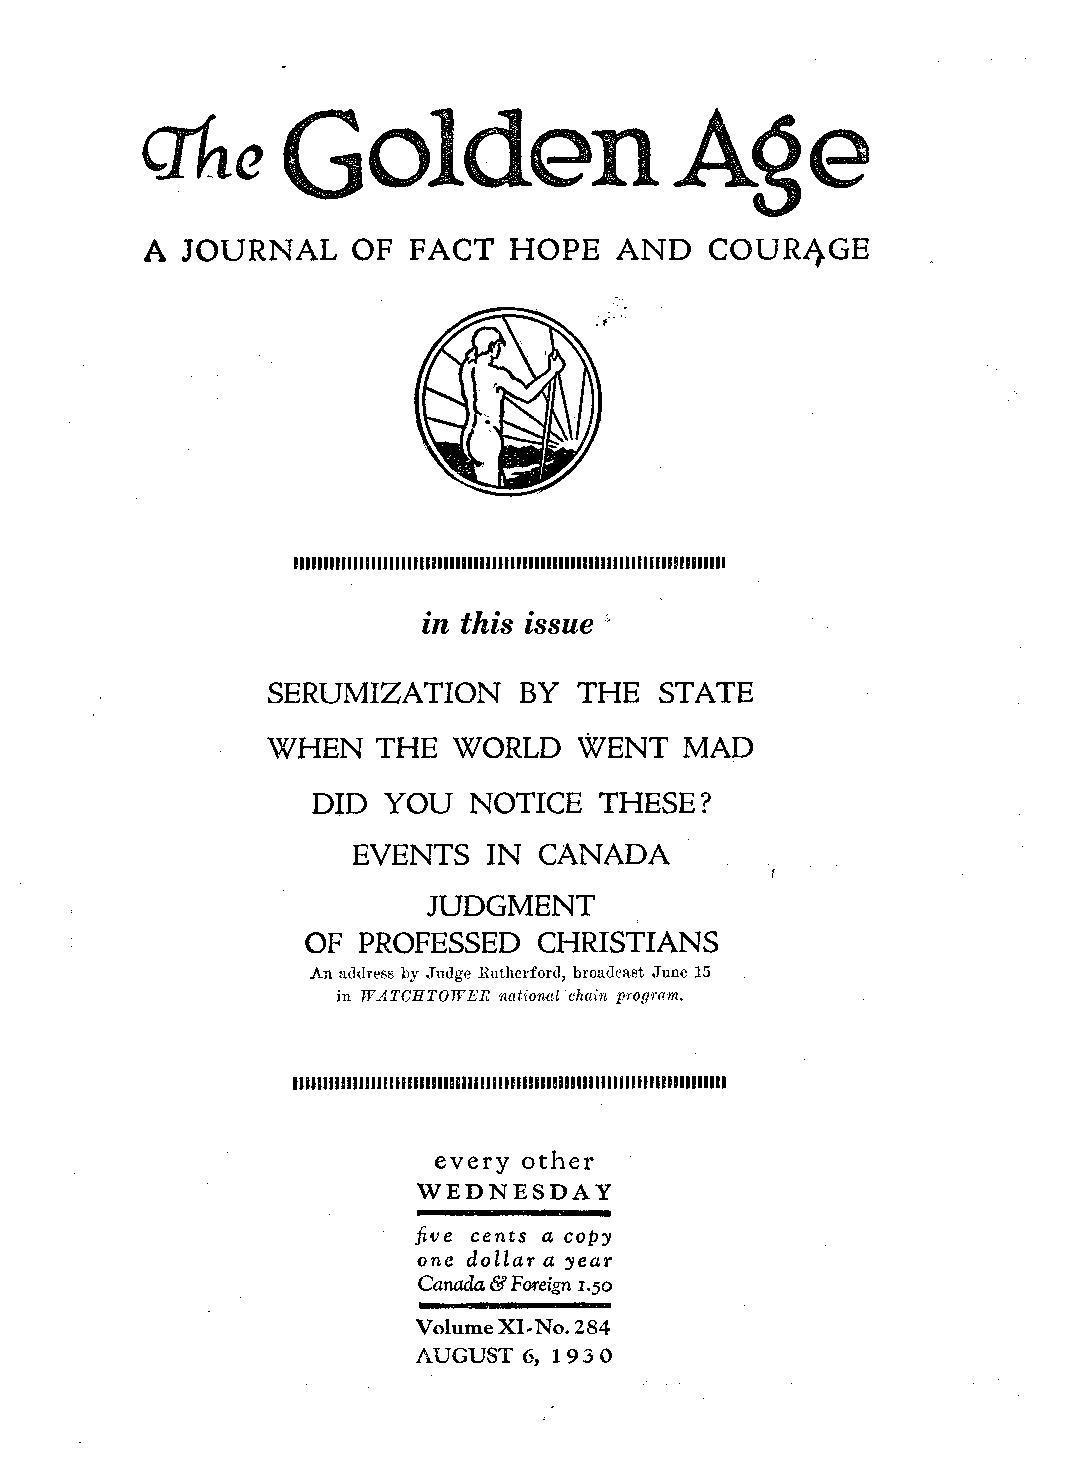 The Golden Age
A JOURNAL OF FACT HOPE AND COURAGE
in this issue
SERUMIZATION BY THE STATE
WHEN THE WORLD WENT MAD
DID YOU NOTICE THESE?
EVENTS IN CANADA
JUDGMENT
OF PROFESSED CHRISTIANS
An address by Judge Rutherford, broadcast June 15
in WATCHTOWER national chain program.
every other
WEDNESDAY
five cents a copy
one dollar a year
Canada & Foreign 1.50
Volume XI-No. 284
AUGUST 6, 1930